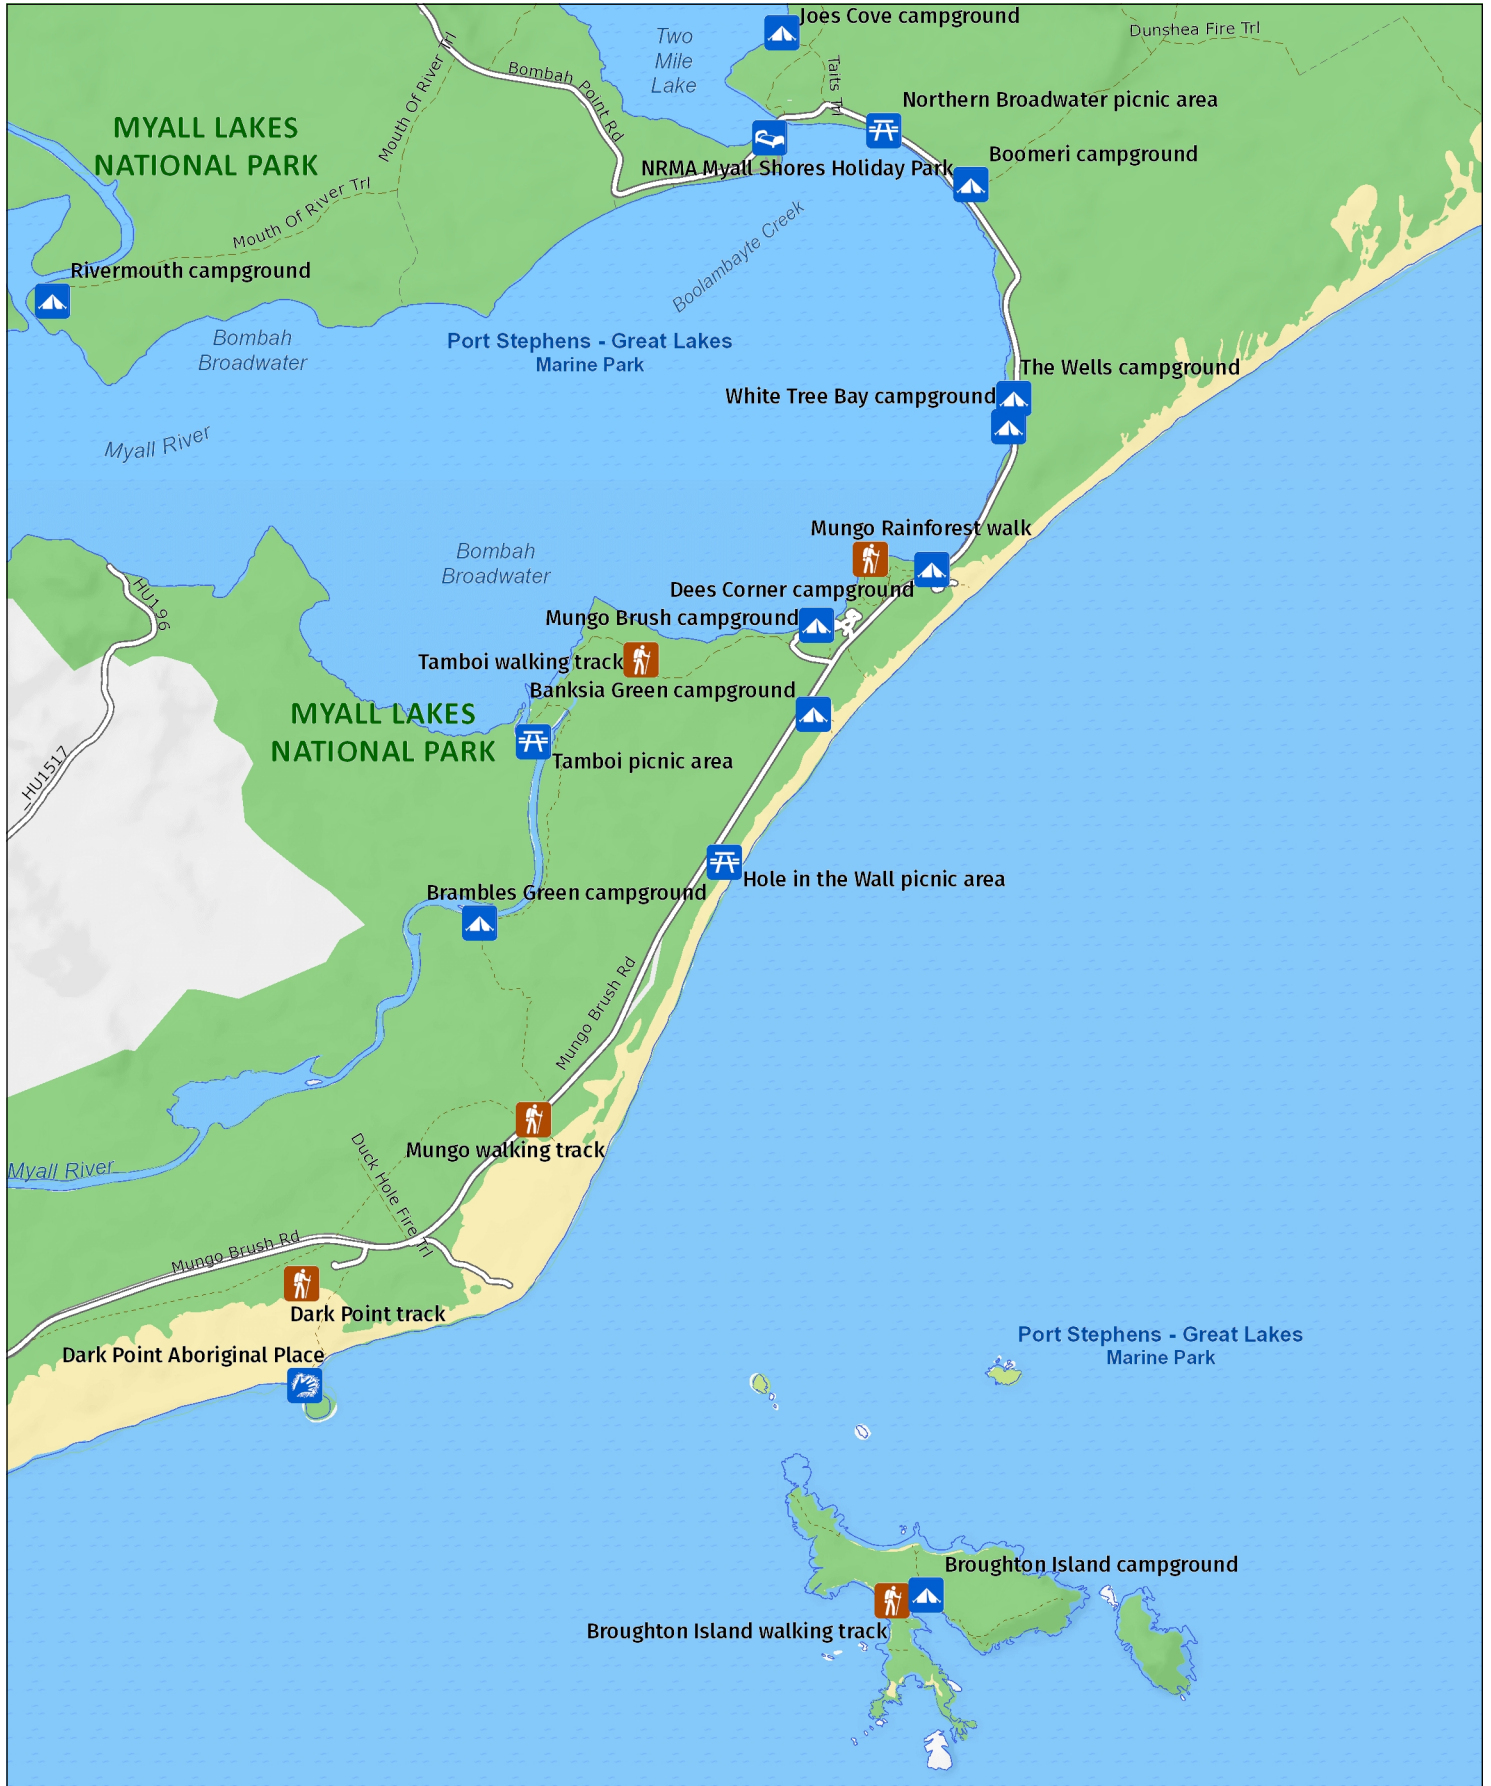 Joes Cove campground
Dunshea Fire Trl
Two
Mile
Lake
Taits Trl
Bombah Point Rd
Mouth Of River Trl
Northern Broadwater picnic area
MYALL LAKES
NATIONAL PARK
Boomeri campground
NRMA Myall Shores Holiday Park
Mouth Of River Trl
Boolambayte Creek
Rivermouth campground
Bombah
Broadwater
Port Stephens - Great Lakes
Marine Park
The Wells campground
White Tree Bay campground
Myall River
Mungo Rainforest walk
Bombah
Broadwater
HU196
Dees Corner campground
Mungo Brush campground
Tamboi walking track
Banksia Green campground
MYALL LAKES
NATIONAL PARK
Tamboi picnic area
_HU1517
Hole in the Wall picnic area
Brambles Green campground
Mungo Brush Rd
Mungo walking track
Duck Hole Fire Trl
Myall River
Mungo Brush Rd
Dark Point track
Port Stephens - Great Lakes
Marine Park
Dark Point Aboriginal Place
Broughton Island campground
Broughton Island walking track